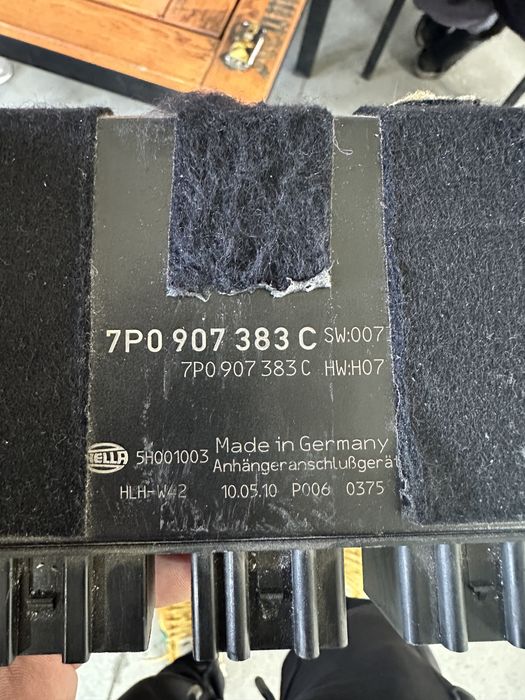 7P0 907 383 C SW:007
7P0 907 383 C HW:H07
HELLA 5H001003 Made in Germany
Anhängeranschlußgerät
HLH-W42 10.05.10 P006 0375